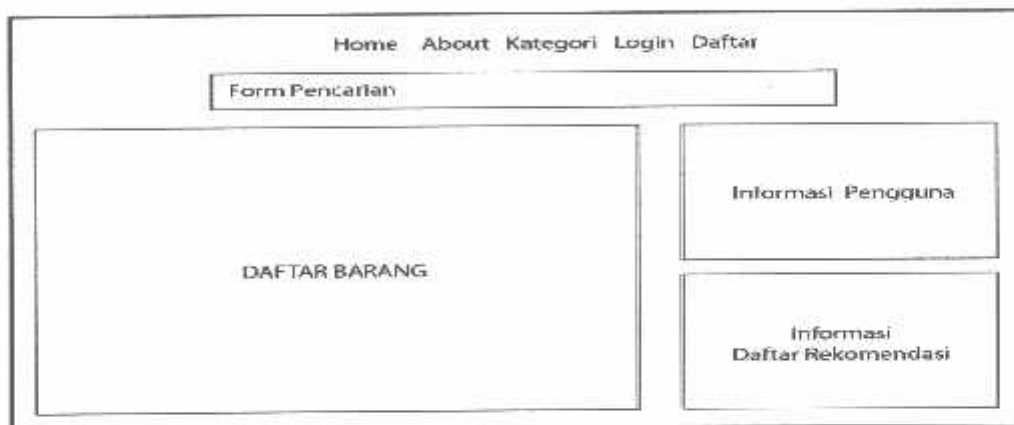 Home About Kategori Login Daftar
Form Pencarian
DAFTAR BARANG
Informasi Pengguna
Informasi
Daftar Rekomendasi